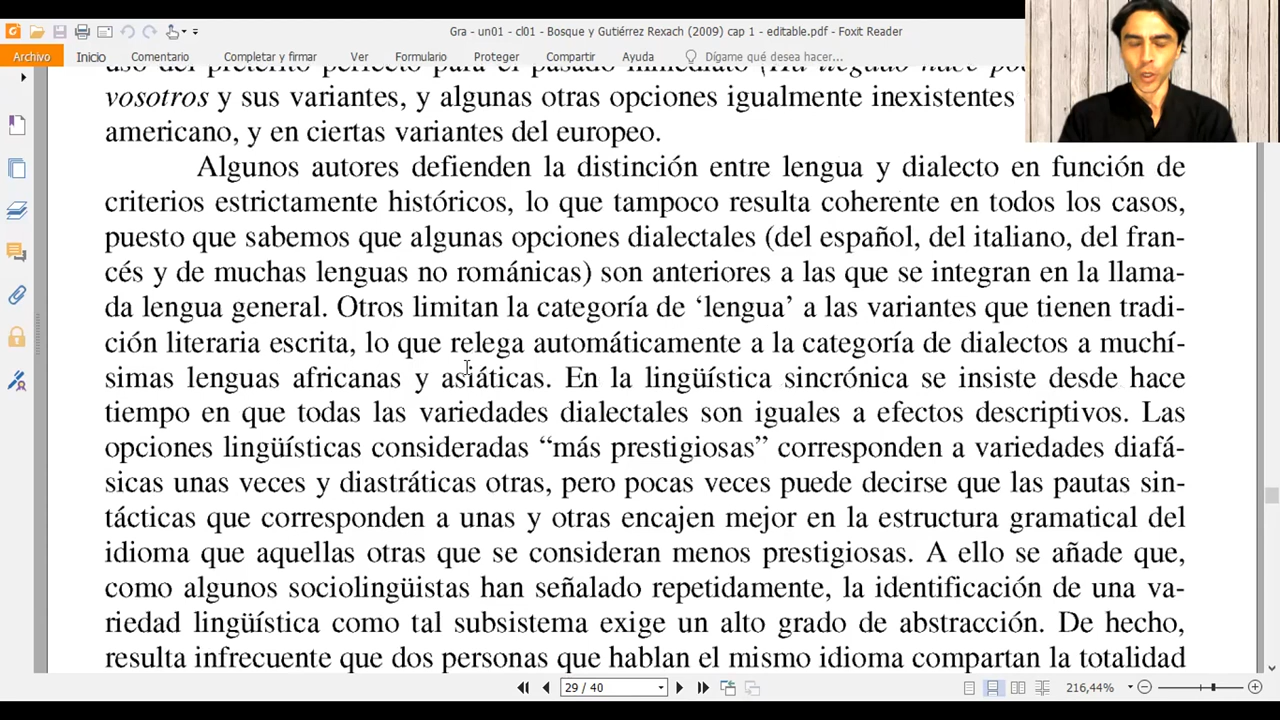 Gra - un01 - cl01 - Bosque y Gutiérrez Rexach (2009) cap 1 - editable.pdf - Foxit Reader
Archivo Inicio Comentario Completar y firmar Ver Formulario Proteger Compartir Ayuda Dígame qué desea hacer...
uso del pretérito perfecto para el pasado inmediato (Ha llegado hace
vosotros y sus variantes, y algunas otras opciones igualmente inexistentes
americano, y en ciertas variantes del europeo.
Algunos autores defienden la distinción entre lengua y dialecto en función de
criterios estrictamente históricos, lo que tampoco resulta coherente en todos los casos,
puesto que sabemos que algunas opciones dialectales (del español, del italiano, del fran-
cés y de muchas lenguas no románicas) son anteriores a las que se integran en la llama-
da lengua general. Otros limitan la categoría de ‘lengua’ a las variantes que tienen tradi-
ción literaria escrita, lo que relega automáticamente a la categoría de dialectos a muchí-
simas lenguas africanas y asiáticas. En la lingüística sincrónica se insiste desde hace
tiempo en que todas las variedades dialectales son iguales a efectos descriptivos. Las
opciones lingüísticas consideradas “más prestigiosas” corresponden a variedades diafá-
sicas unas veces y diastráticas otras, pero pocas veces puede decirse que las pautas sin-
tácticas que corresponden a unas y otras encajen mejor en la estructura gramatical del
idioma que aquellas otras que se consideran menos prestigiosas. A ello se añade que,
como algunos sociolingüistas han señalado repetidamente, la identificación de una va-
riedad lingüística como tal subsistema exige un alto grado de abstracción. De hecho,
resulta infrecuente que dos personas que hablan el mismo idioma compartan la totalidad
29 / 40 216,44%